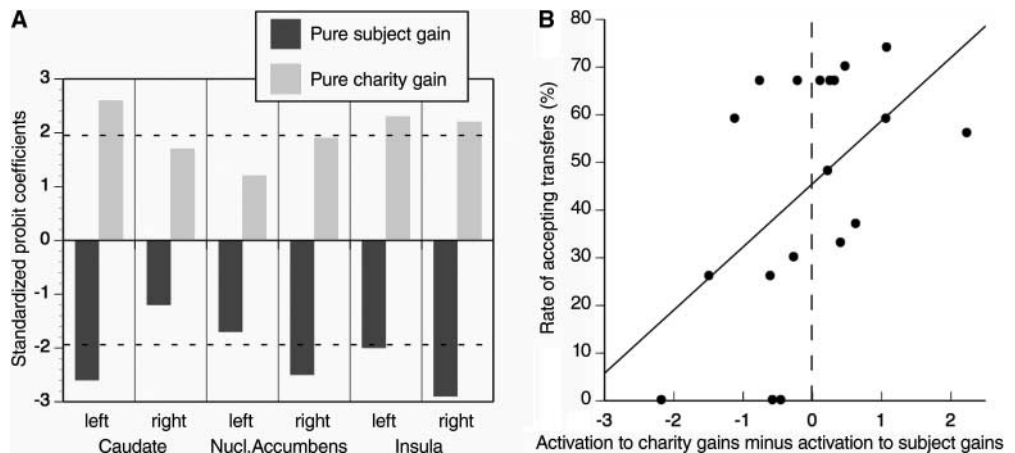 A
Pure subject gain
Pure charity gain
Standardized probit coefficients
3
2
1
0
-1
-2
-3
left right left right left right
Caudate Nucl.Accumbens Insula
B
Rate of accepting transfers (%)
80
70
60
50
40
30
20
10
0
-3 -2 -1 0 1 2
Activation to charity gains minus activation to subject gains